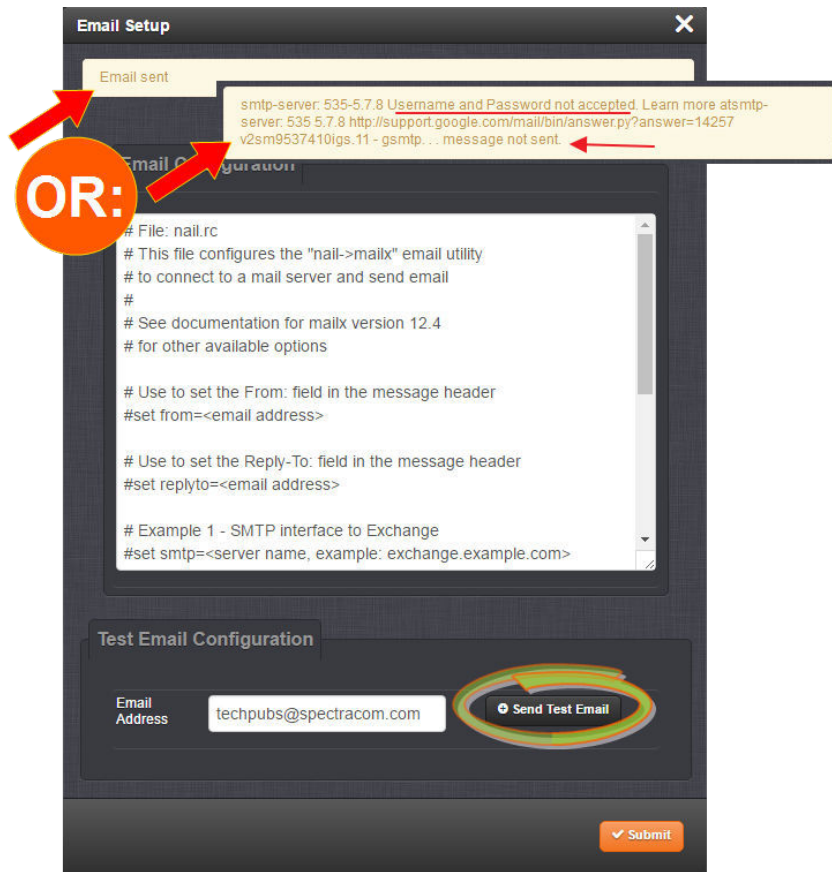 Email Setup
Email sent
smtp-server: 535-5.7.8 Username and Password not accepted. Learn more atsmtp-
server: 535 5.7.8 http://support.google.com/mail/bin/answer.py?answer=14257
v2sm9537410igs.11 - gsmtp. . . message not sent.
OR:
Email Configuration
# File: nail.rc
# This file configures the "nail->mailx" email utility
# to connect to a mail server and send email
#
# See documentation for mailx version 12.4
# for other available options
# Use to set the From: field in the message header
#set from=<email address>
# Use to set the Reply-To: field in the message header
#set replyto=<email address>
# Example 1 - SMTP interface to Exchange
#set smtp=<server name, example: exchange.example.com>
Test Email Configuration
Email
Address
techpubs@spectracom.com
Send Test Email
Submit